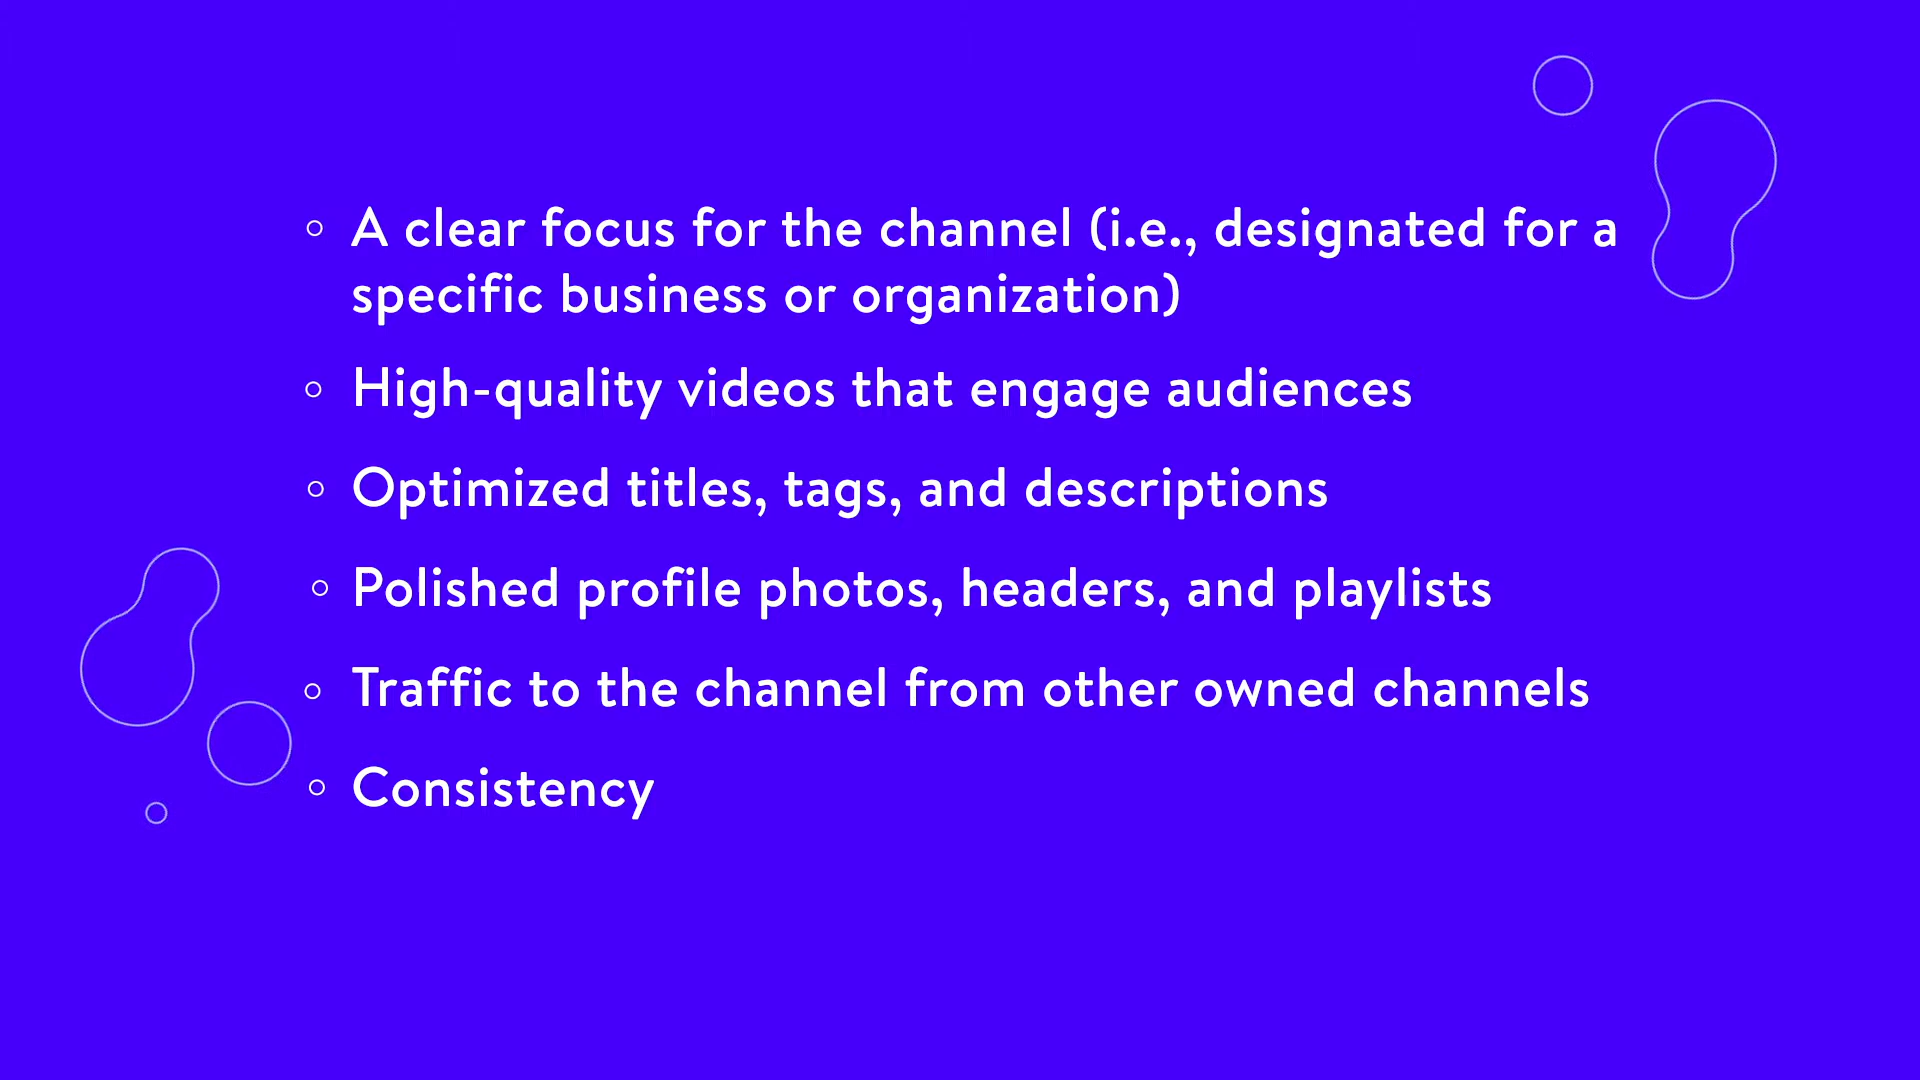 A clear focus for the channel (i.e., designated for a
specific business or organization)
High-quality videos that engage audiences
Optimized titles, tags, and descriptions
Polished profile photos, headers, and playlists
Traffic to the channel from other owned channels
Consistency